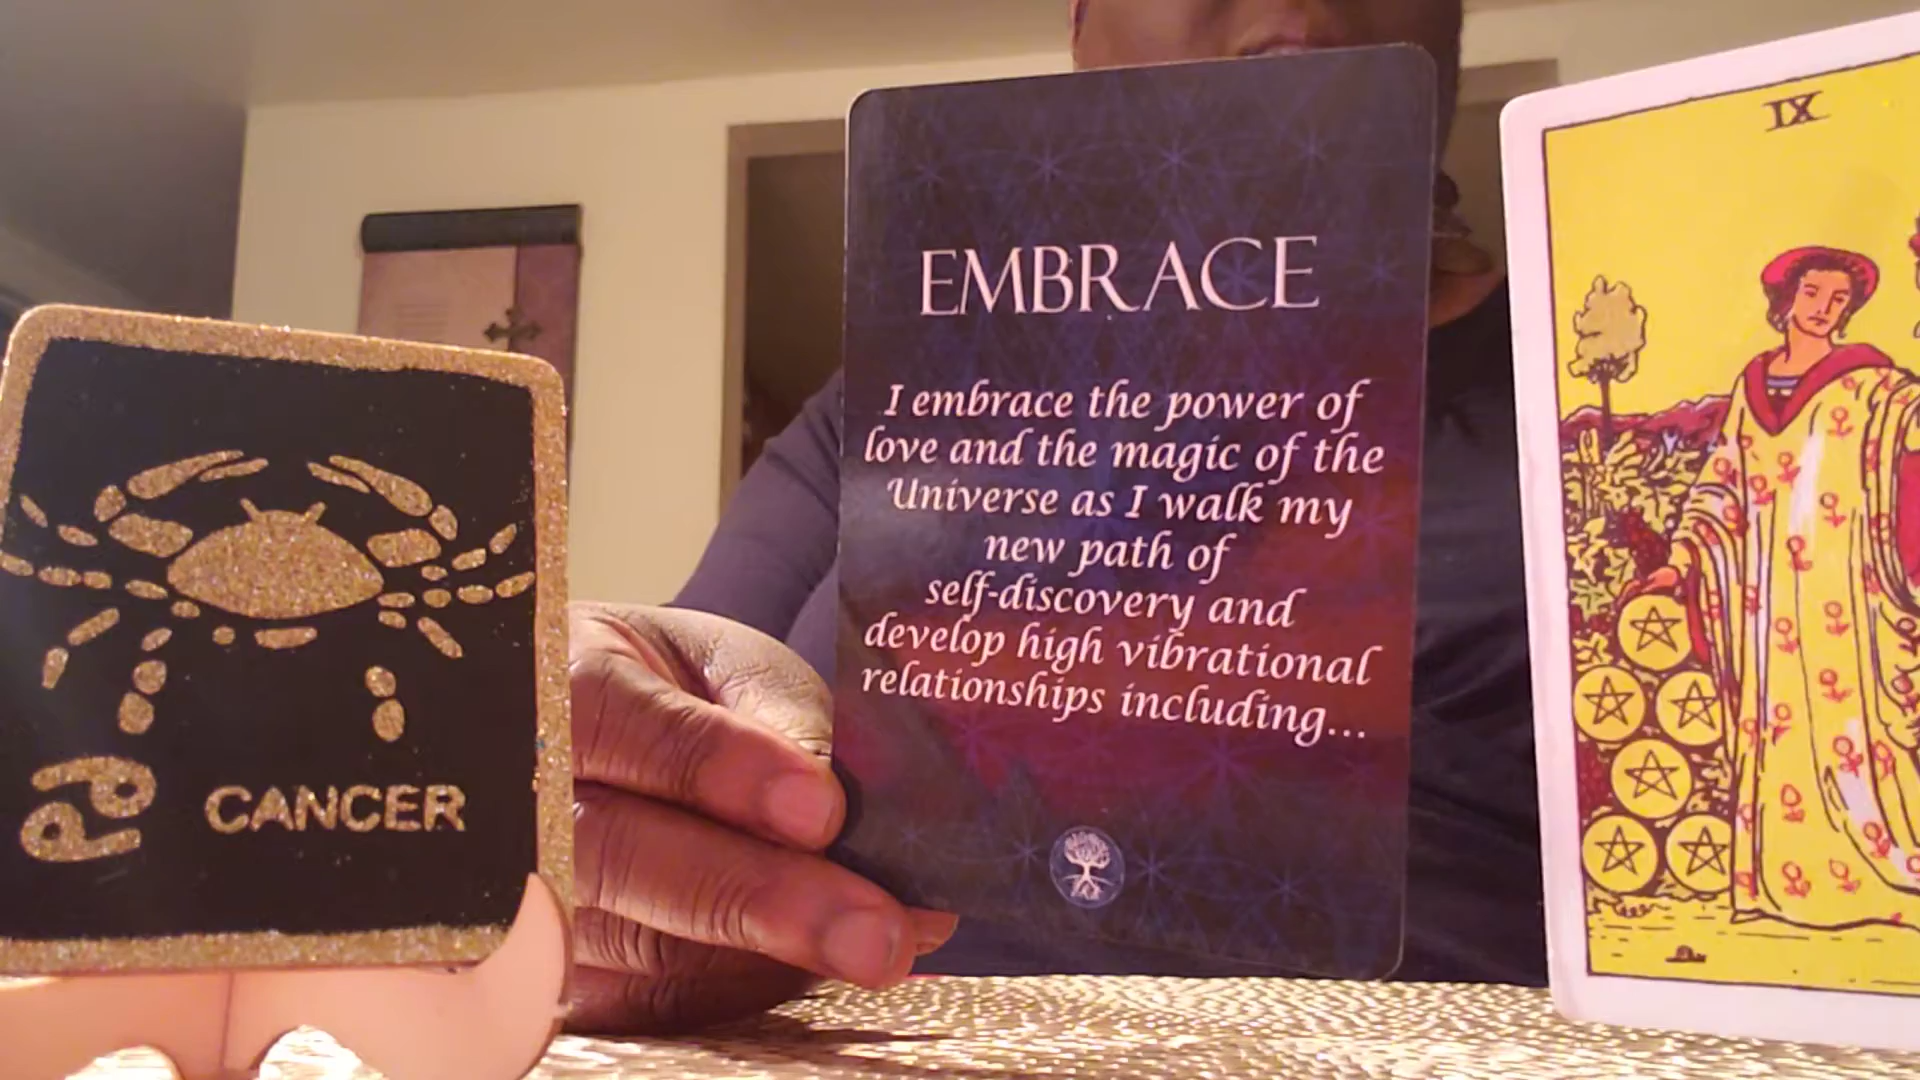 CANCER
EMBRACE
I embrace the power of
love and the magic of the
Universe as I walk my
new path of
self-discovery and
develop high vibrational
relationships including...
IX